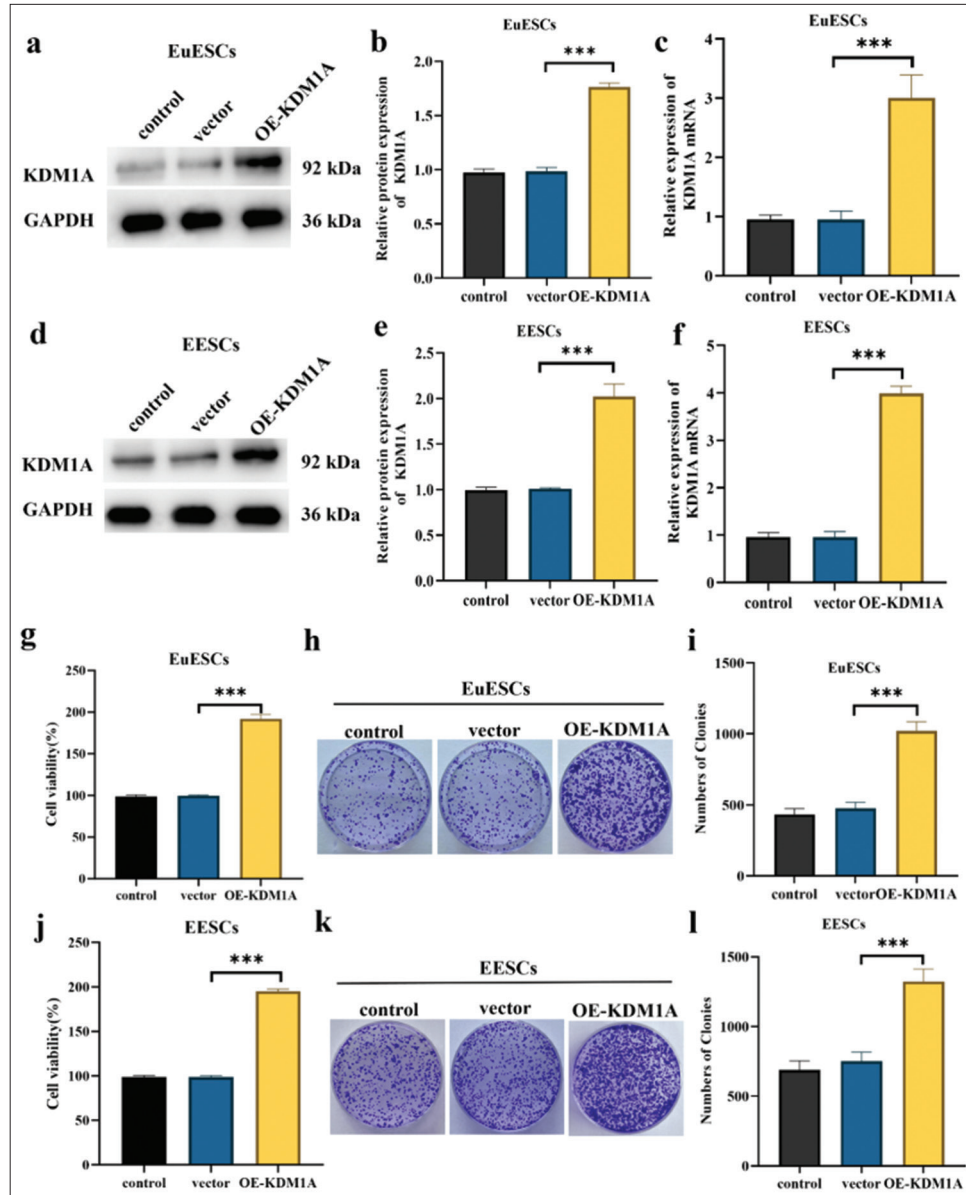 a
EuESCs
control
vector
OE-KDM1A
KDM1A
92 kDa
GAPDH
36 kDa
b
EuESCs
***
Relative protein expression
of KDM1A
2.0
1.5
1.0
0.5
0.0
control
vector
OE-KDM1A
c
EuESCs
***
Relative expression of
KDM1A mRNA
4
3
2
1
0
control
vector
OE-KDM1A
d
EESCs
control
vector
OE-KDM1A
KDM1A
92 kDa
GAPDH
36 kDa
e
EESCs
***
Relative protein expression
of KDM1A
2.5
2.0
1.5
1.0
0.5
0.0
control
vector
OE-KDM1A
f
EESCs
***
Relative expression of
KDM1A mRNA
5
4
3
2
1
0
control
vector
OE-KDM1A
g
EuESCs
***
Cell viability(%)
250
200
150
100
50
0
control
vector
OE-KDM1A
h
EuESCs
control
vector
OE-KDM1A
i
EuESCs
***
Numbers of Clonies
1500
1000
500
0
control
vector
OE-KDM1A
j
EESCs
***
Cell viability(%)
250
200
150
100
50
0
control
vector
OE-KDM1A
k
EESCs
control
vector
OE-KDM1A
l
EESCs
***
Numbers of Clonies
1500
1000
500
0
control
vector
OE-KDM1A